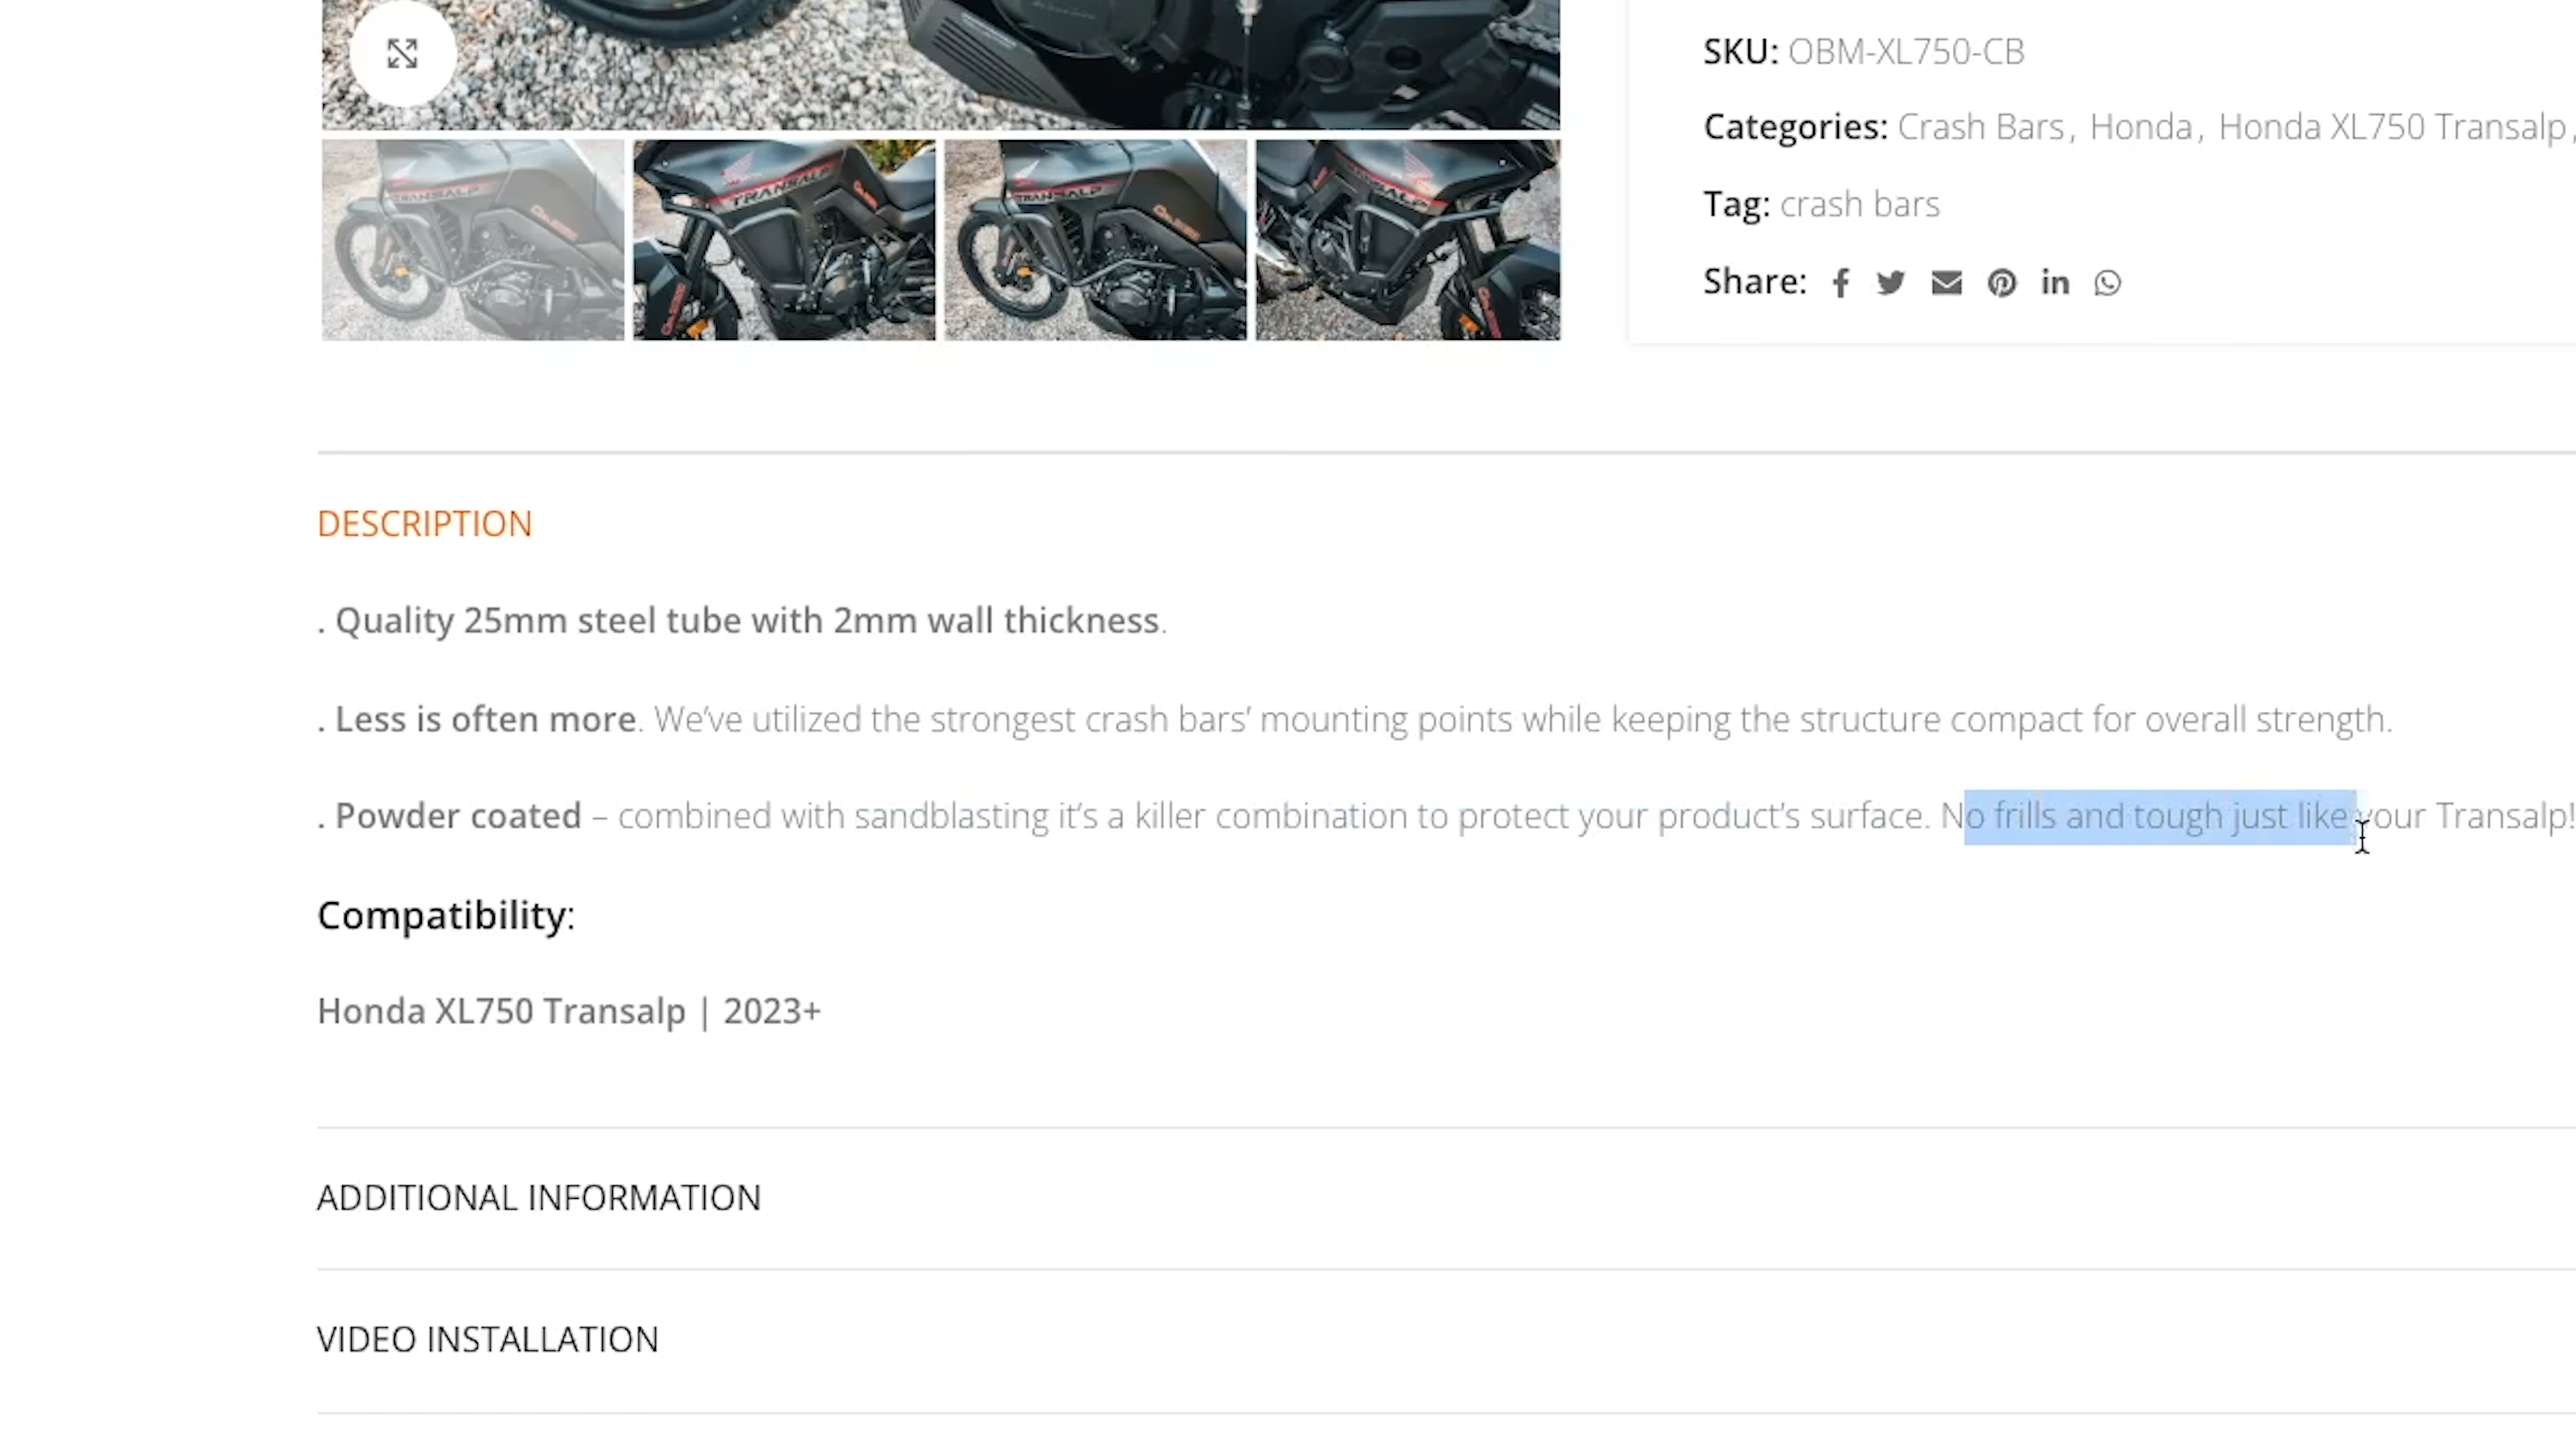 SKU: OBM-XL750-CB
Categories: Crash Bars, Honda, Honda XL750 Transalp,
Tag: crash bars
Share:
TRANSALP
TRANSALP
TRANSALP
DESCRIPTION
. Quality 25mm steel tube with 2mm wall thickness.
. Less is often more. We’ve utilized the strongest crash bars’ mounting points while keeping the structure compact for overall strength.
. Powder coated – combined with sandblasting it’s a killer combination to protect your product’s surface. No frills and tough just like your Transalp!
Compatibility:
Honda XL750 Transalp | 2023+
ADDITIONAL INFORMATION
VIDEO INSTALLATION